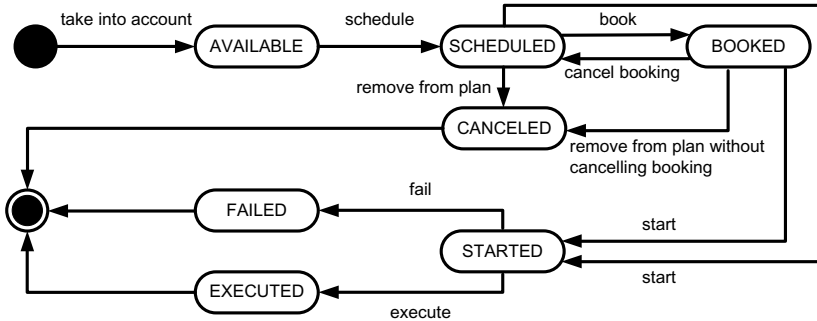 take into account
schedule
book
AVAILABLE
SCHEDULED
BOOKED
cancel booking
remove from plan
CANCELED
remove from plan without
cancelling booking
fail
FAILED
start
STARTED
start
EXECUTED
execute